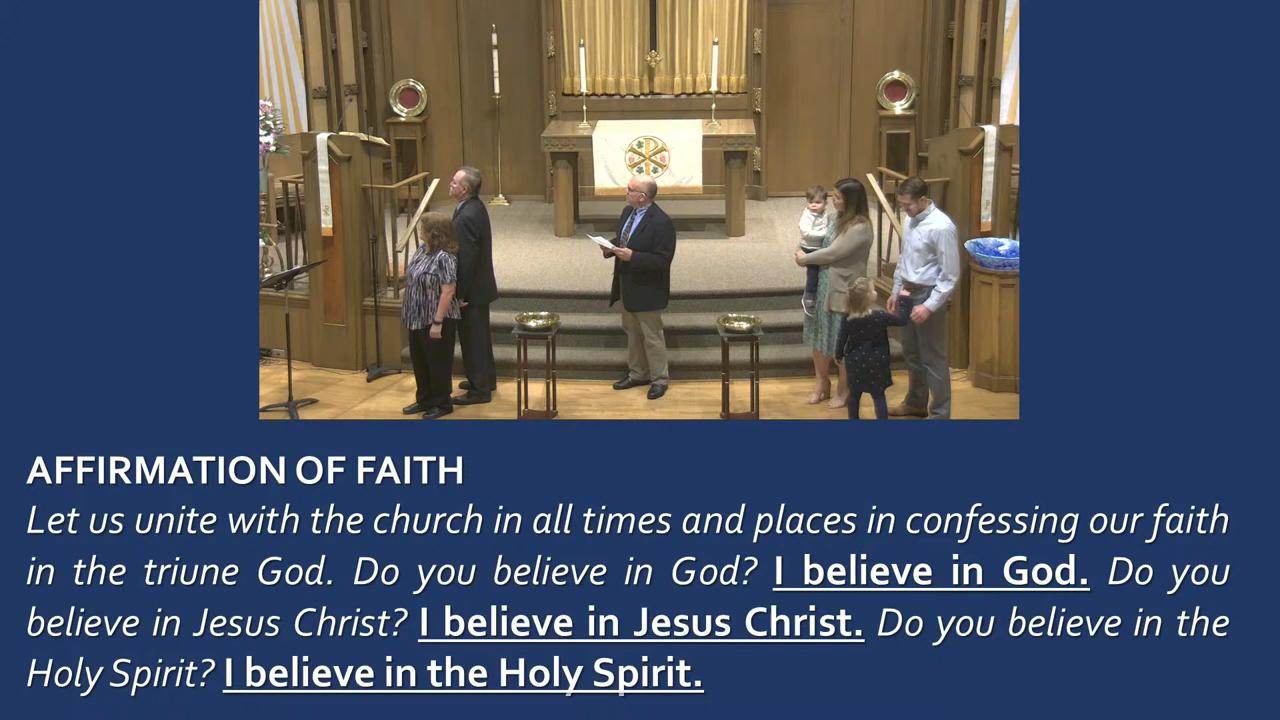 AFFIRMATION OF FAITH
Let us unite with the church in all times and places in confessing our faith
in the triune God. Do you believe in God? I believe in God. Do you
believe in Jesus Christ? I believe in Jesus Christ. Do you believe in the
Holy Spirit? I believe in the Holy Spirit.